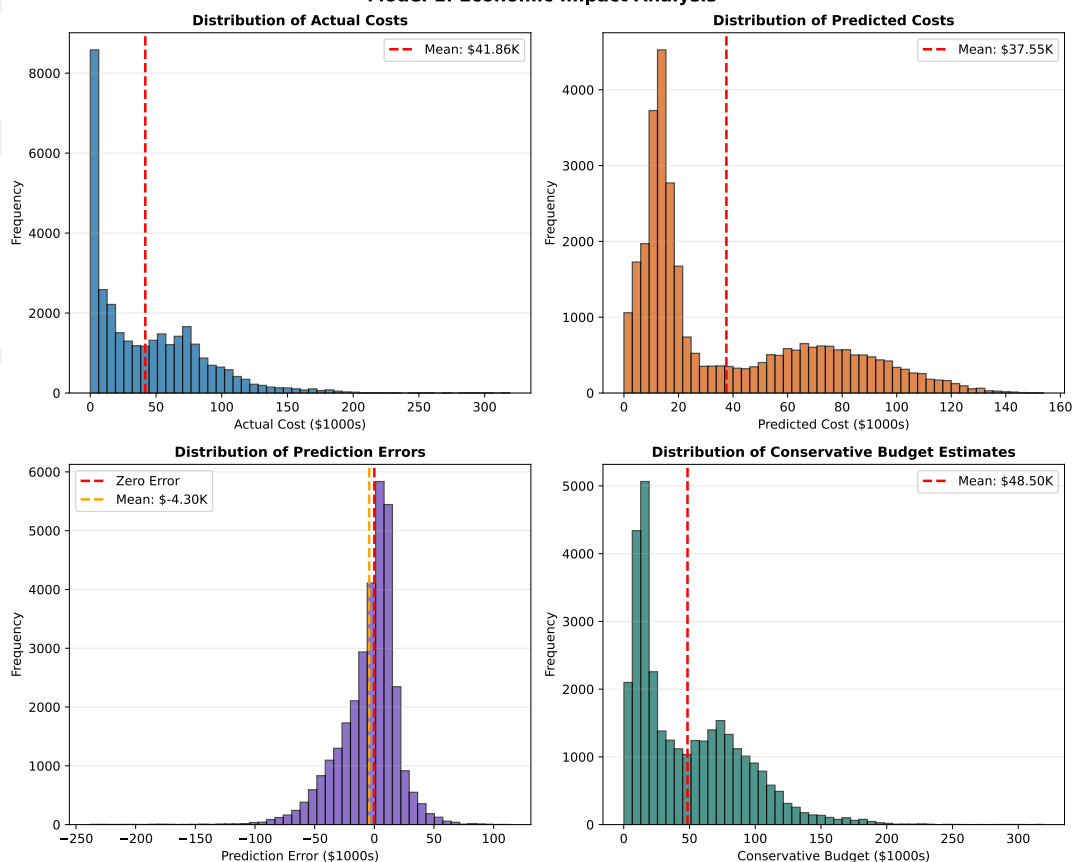 Distribution of Actual Costs
Mean: $41.86K
8000
6000
4000
2000
0
Frequency
0 50 100 150 200 250 300
Actual Cost ($1000s)
Distribution of Predicted Costs
Mean: $37.55K
4000
3000
2000
1000
0
Frequency
0 20 40 60 80 100 120 140 160
Predicted Cost ($1000s)
Distribution of Prediction Errors
Zero Error
Mean: $-4.30K
6000
5000
4000
3000
2000
1000
0
Frequency
−250 −200 −150 −100 −50 0 50 100
Prediction Error ($1000s)
Distribution of Conservative Budget Estimates
Mean: $48.50K
5000
4000
3000
2000
1000
0
Frequency
0 50 100 150 200 250 300
Conservative Budget ($1000s)